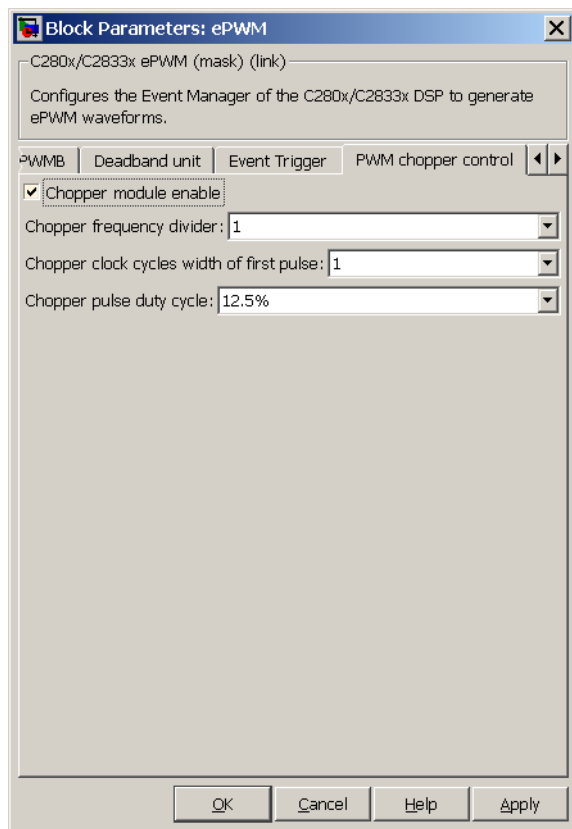 Block Parameters: ePWM
C280x/C2833x ePWM (mask) (link)
Configures the Event Manager of the C280x/C2833x DSP to generate
ePWM waveforms.
PWMB Deadband unit Event Trigger PWM chopper control
Chopper module enable
Chopper frequency divider: 1
Chopper clock cycles width of first pulse: 1
Chopper pulse duty cycle: 12.5%
OK Cancel Help Apply